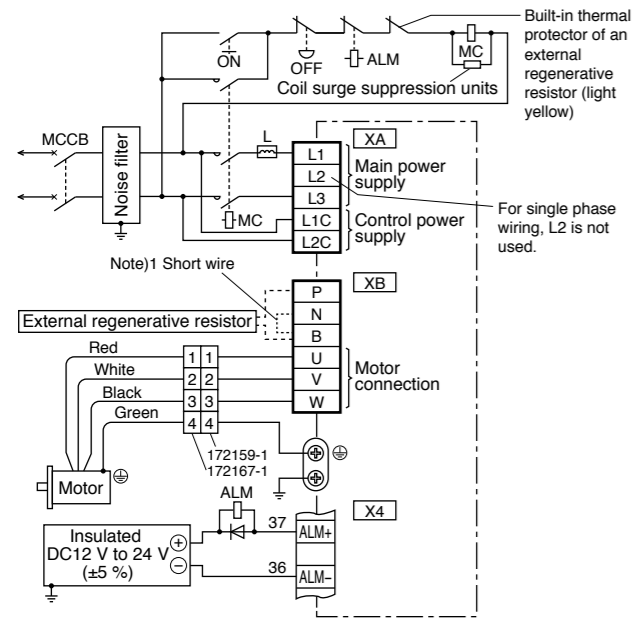 Built-in thermal
protector of an
external
regenerative
resistor (light
yellow)
ON
OFF
ALM
MC
Coil surge suppression units
MCCB
Noise filter
L
MC
XA
L1
L2
L3
L1C
L2C
Main power
supply
Control power
supply
For single phase
wiring, L2 is not
used.
Note)1 Short wire
XB
P
N
B
U
V
W
External regenerative resistor
Motor
connection
Red
White
Black
Green
1 1
2 2
3 3
4 4
172159-1
172167-1
Motor
ALM
X4
Insulated
DC12 V to 24 V
(±5 %)
+
−
37
36
ALM+
ALM−